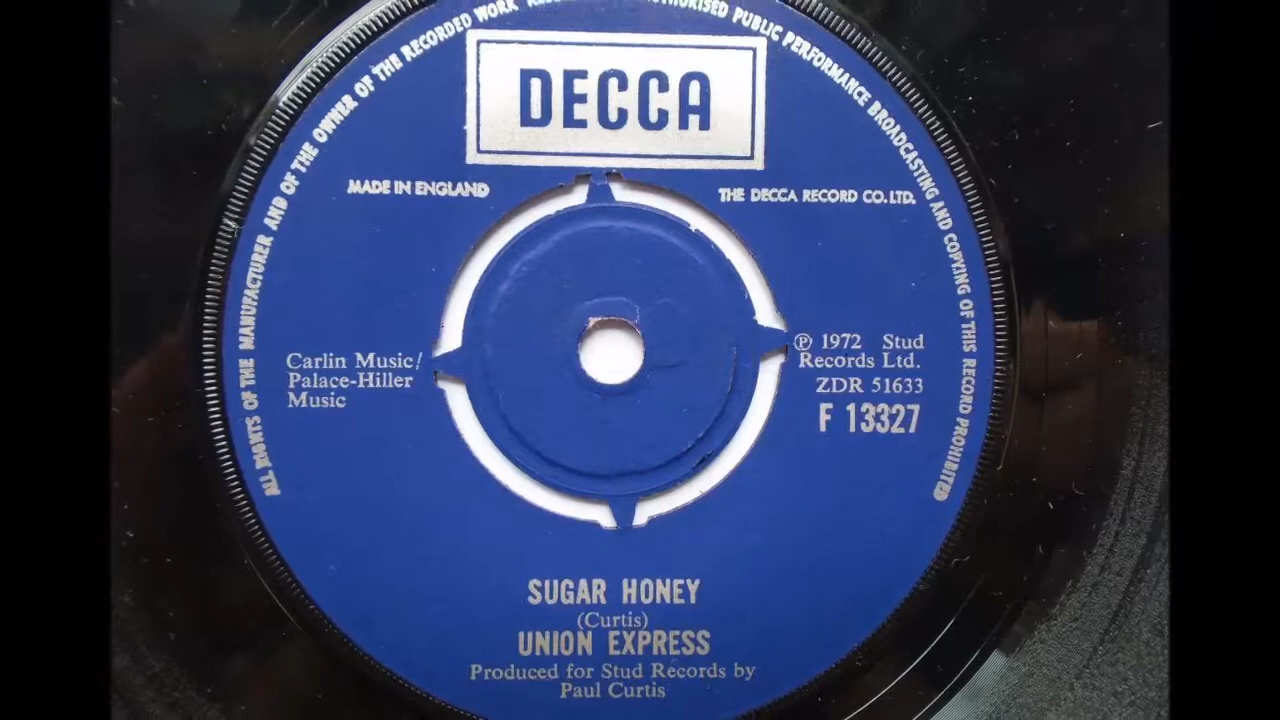 ALL RIGHTS OF THE MANUFACTURER AND OF THE OWNER OF THE RECORDED WORK AUTHORISED PUBLIC PERFORMANCE BROADCASTING AND COPYING OF THIS RECORD PROHIBITED
DECCA
MADE IN ENGLAND
THE DECCA RECORD CO. LTD.
Carlin Music/
Palace-Hiller
Music
℗ 1972 Stud
Records Ltd.
ZDR 51633
F 13327
SUGAR HONEY
(Curtis)
UNION EXPRESS
Produced for Stud Records by
Paul Curtis